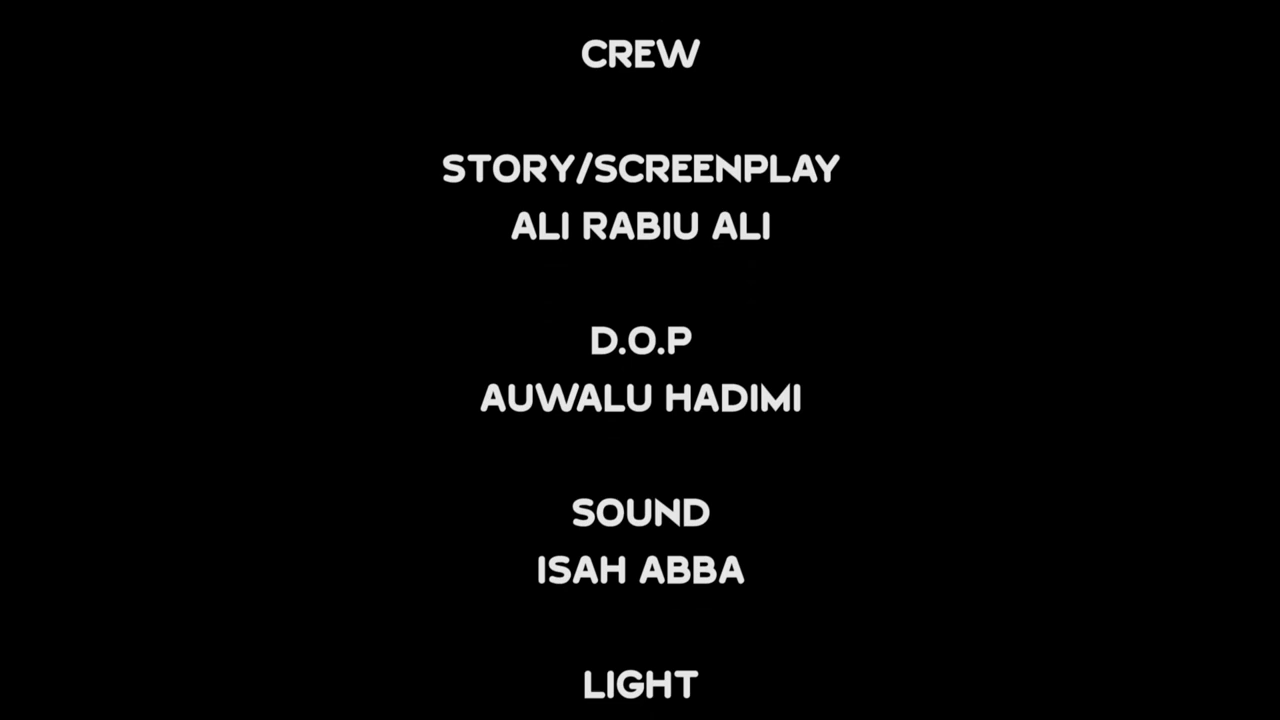 CREW
STORY/SCREENPLAY
ALI RABIU ALI
D.O.P
AUWALU HADIMI
SOUND
ISAH ABBA
LIGHT